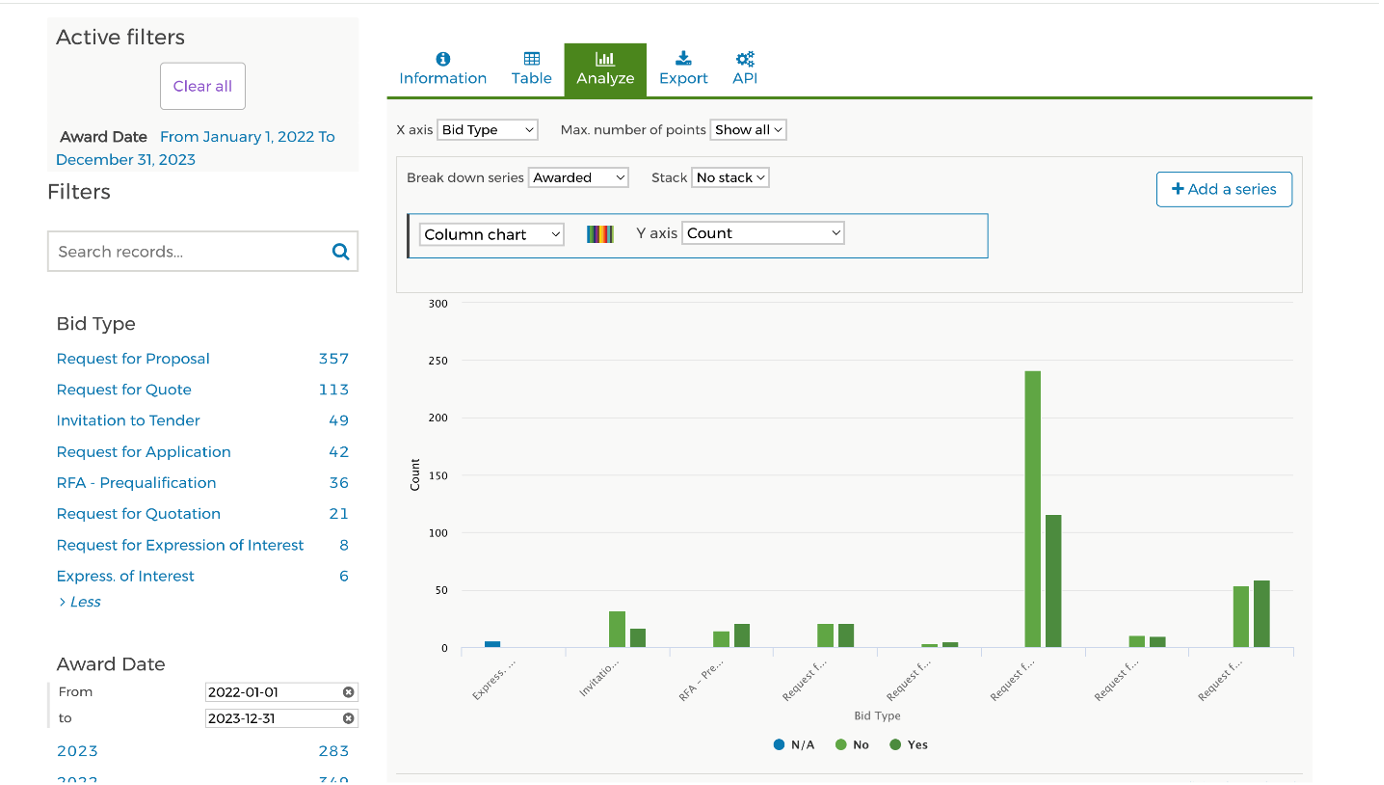 Active filters
Clear all
Award Date From January 1, 2022 To
December 31, 2023
Filters
Search records...
Bid Type
Request for Proposal 357
Request for Quote 113
Invitation to Tender 49
Request for Application 42
RFA - Prequalification 36
Request for Quotation 21
Request for Expression of Interest 8
Express. of Interest 6
> Less
Award Date
From 2022-01-01
to 2023-12-31
2023 283
2022 349
Information Table Analyze Export API
X axis Bid Type Max. number of points Show all
Break down series Awarded Stack No stack
+ Add a series
Column chart Y axis Count
300
250
200
150
100
50
0
Count
Express. ...
Invitatio...
RFA - Pre...
Request f...
Request f...
Request f...
Request f...
Request f...
Bid Type
N/A No Yes